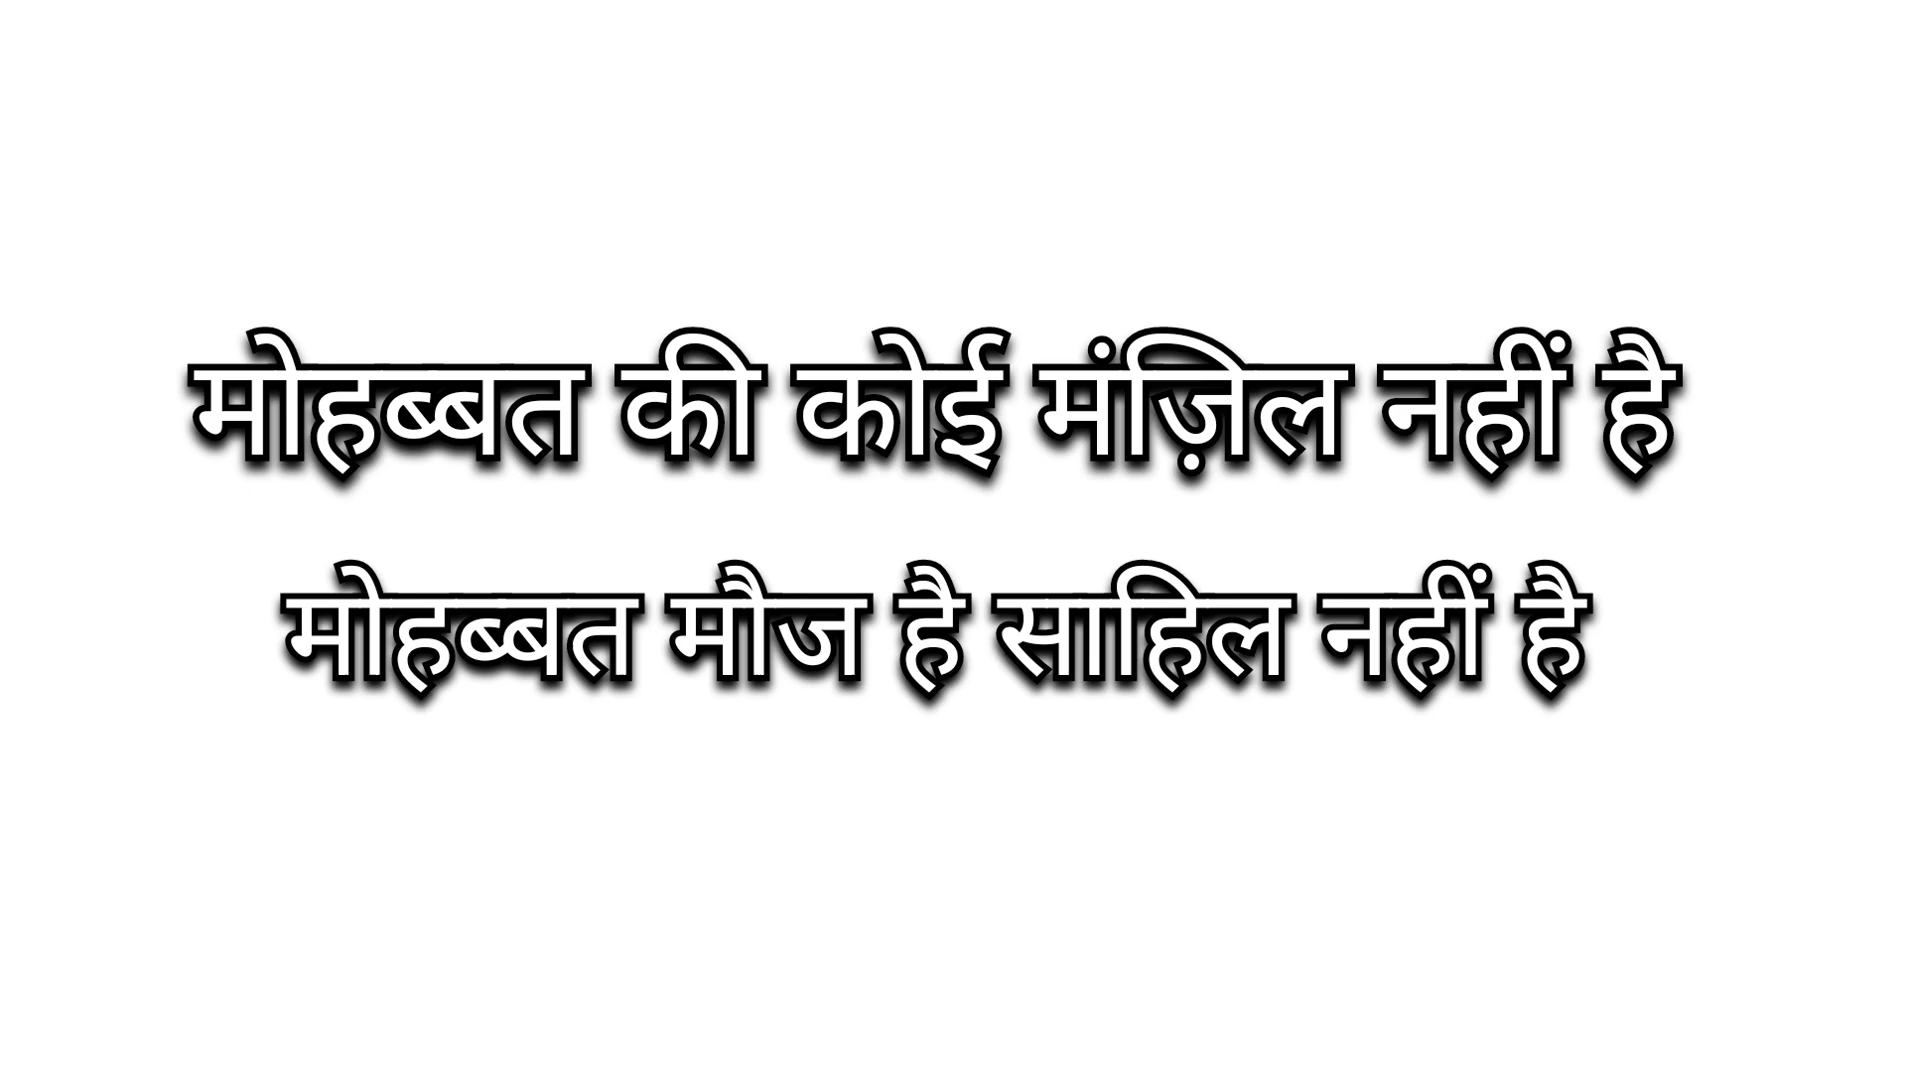 मोहब्बत की कोई मंज़िल नहीं है
मोहब्बत मौज है साहिल नहीं है